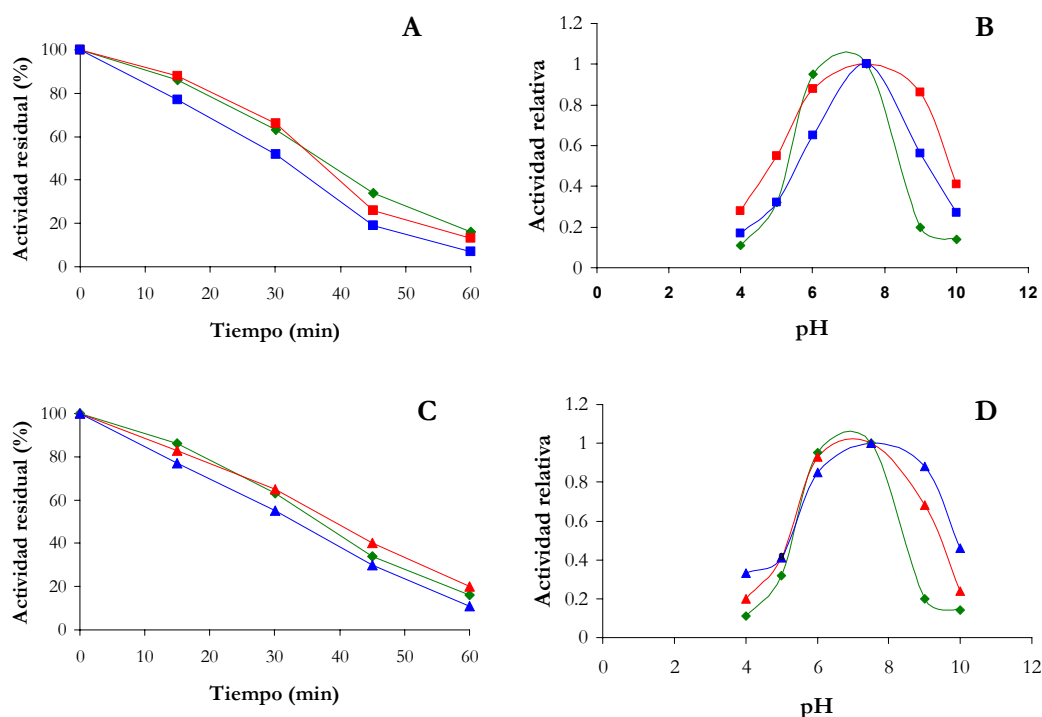 A
Actividad residual (%)
100
80
60
40
20
0
0 10 20 30 40 50 60
Tiempo (min)
B
Actividad relativa
1.2
1
0.8
0.6
0.4
0.2
0
0 2 4 6 8 10 12
pH
C
Actividad residual (%)
100
80
60
40
20
0
0 10 20 30 40 50 60
Tiempo (min)
D
Actividad relativa
1.2
1
0.8
0.6
0.4
0.2
0
0 2 4 6 8 10 12
pH